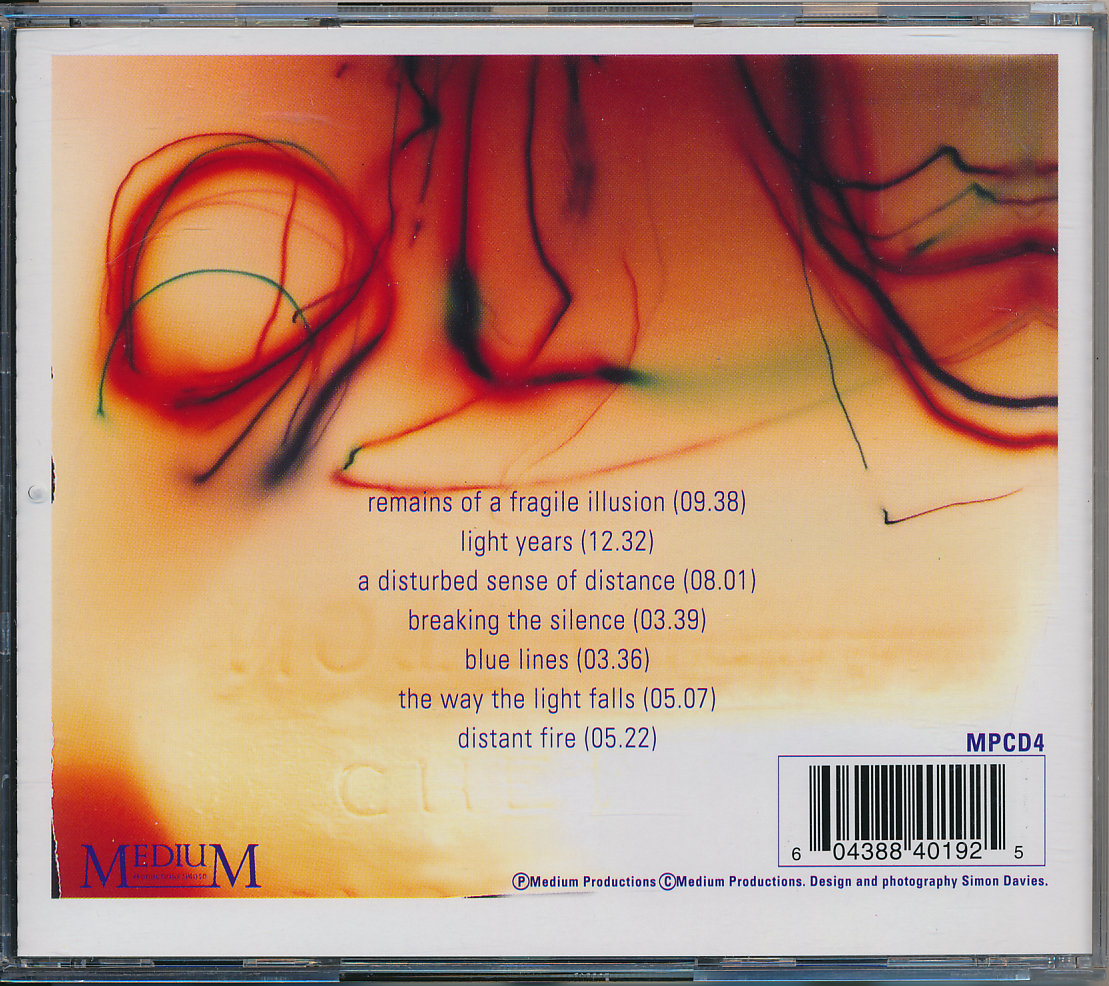 remains of a fragile illusion (09.38)
light years (12.32)
a disturbed sense of distance (08.01)
breaking the silence (03.39)
blue lines (03.36)
the way the light falls (05.07)
distant fire (05.22)
MPCD4
6 04388 40192 5
MEDIUM
ⓅMedium Productions ⒸMedium Productions. Design and photography Simon Davies.